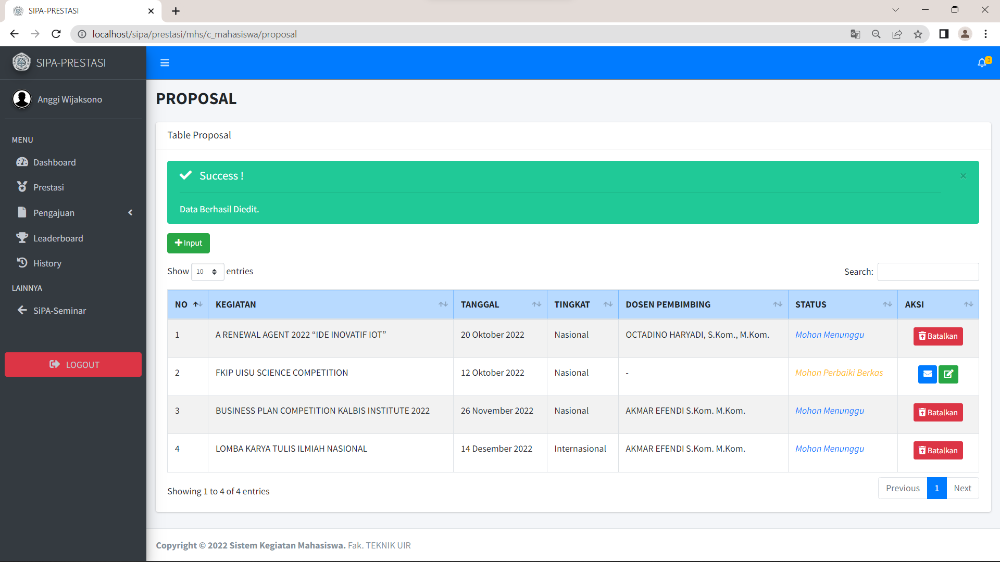 SIPA-PRESTASI
localhost/sipa/prestasi/mhs/c_mahasiswa/proposal
SIPA-PRESTASI
3
Anggi Wijaksono
PROPOSAL
MENU
Dashboard
Prestasi
Pengajuan
Leaderboard
History
LAINNYA
SiPA-Seminar
LOGOUT
Table Proposal
Success !
×
Data Berhasil Diedit.
Input
Show 10 entries
Search:
NO KEGIATAN TANGGAL TINGKAT DOSEN PEMBIMBING STATUS AKSI
1 A RENEWAL AGENT 2022 “IDE INOVATIF IOT” 20 Oktober 2022 Nasional OCTADINO HARYADI, S.Kom., M.Kom. Mohon Menunggu Batalkan
2 FKIP UISU SCIENCE COMPETITION 12 Oktober 2022 Nasional - Mohon Perbaiki Berkas
3 BUSINESS PLAN COMPETITION KALBIS INSTITUTE 2022 26 November 2022 Nasional AKMAR EFENDI S.Kom. M.Kom. Mohon Menunggu Batalkan
4 LOMBA KARYA TULIS ILMIAH NASIONAL 14 Desember 2022 Internasional AKMAR EFENDI S.Kom. M.Kom. Mohon Menunggu Batalkan
Showing 1 to 4 of 4 entries
Previous 1 Next
Copyright © 2022 Sistem Kegiatan Mahasiswa. Fak. TEKNIK UIR